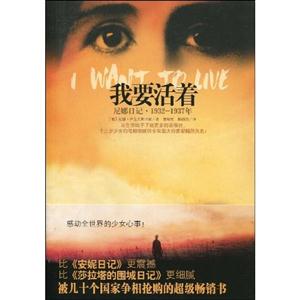 I WANT TO LIVE
我要活着
尼娜日记·1932-1937年
感动全世界的少女心事！
比《安妮日记》更震撼
比《莎拉塔的围城日记》更细腻
被几十个国家争相抢购的超级畅销书